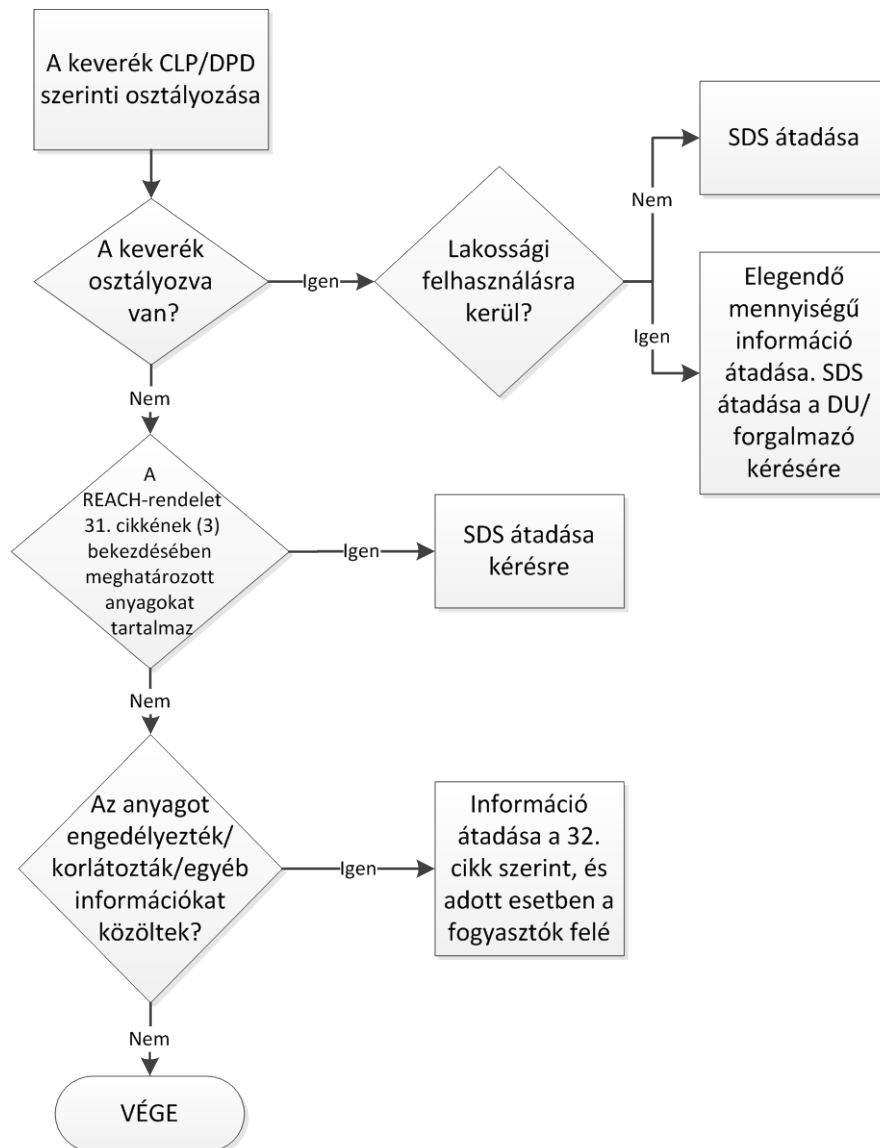 A keverék CLP/DPD
szerinti osztályozása
A keverék
osztályozva
van?
Igen
Lakossági
felhasználásra
kerül?
Nem
SDS átadása
Igen
Elegendő
mennyiségű
információ
átadása. SDS
átadása a DU/
forgalmazó
kérésére
Nem
A
REACH-rendelet
31. cikkének (3)
bekezdésében
meghatározott
anyagokat
tartalmaz
Igen
SDS átadása
kérésre
Nem
Az anyagot
engedélyezték/
korlátozták/egyéb
információkat
közöltek?
Igen
Információ
átadása a 32.
cikk szerint, és
adott esetben a
fogyasztók felé
Nem
VÉGE